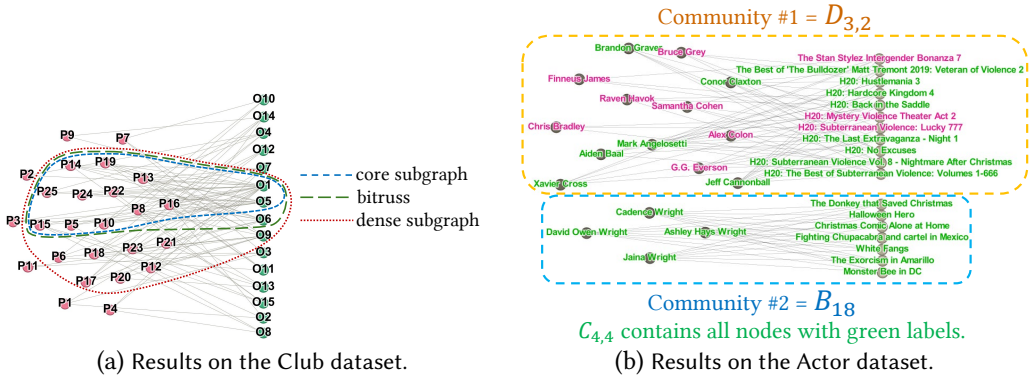 O10
O14
O4
O12
O7
O1
O5
O6
O9
O3
O11
O13
O15
O2
O8
P9
P7
P14
P19
P2
P13
P25
P24
P22
P8
P16
P3
P15
P5
P10
P23
P21
P18
P6
P11
P12
P17
P20
P1
P4
core subgraph
bitruss
dense subgraph
(a) Results on the Club dataset.
Community #1 = D3,2
Brandon Graver
Bruce Grey
Finneus James
Conor Claxton
Raven Havok
Samantha Cohen
Chris Bradley
Alex Colon
Mark Angelosetti
Aiden Baal
G.G. Everson
Xavier Cross
Jeff Cannonball
The Stan Stylez Intergender Bonanza 7
The Best of 'The Bulldozer' Matt Tremont 2019: Veteran of Violence 2
H20: Hustlemania 3
H20: Hardcore Kingdom 4
H20: Back in the Saddle
H20: Mystery Violence Theater Act 2
H20: Subterranean Violence: Lucky 777
H20: The Last Extravaganza - Night 1
H20: No Excuses
H20: Subterranean Violence Vol. 8 - Nightmare After Christmas
H20: The Best of Subterranean Violence: Volumes 1-666
Cadence Wright
David Owen Wright
Ashley Hays Wright
Jaina Wright
The Donkey that Saved Christmas
Halloween Hero
Christmas Comic Alone at Home
Fighting Chupacabra and cartel in Mexico
White Fangs
The Exorcism in Amarillo
Monster Bee in DC
Community #2 = B18
C4,4 contains all nodes with green labels.
(b) Results on the Actor dataset.